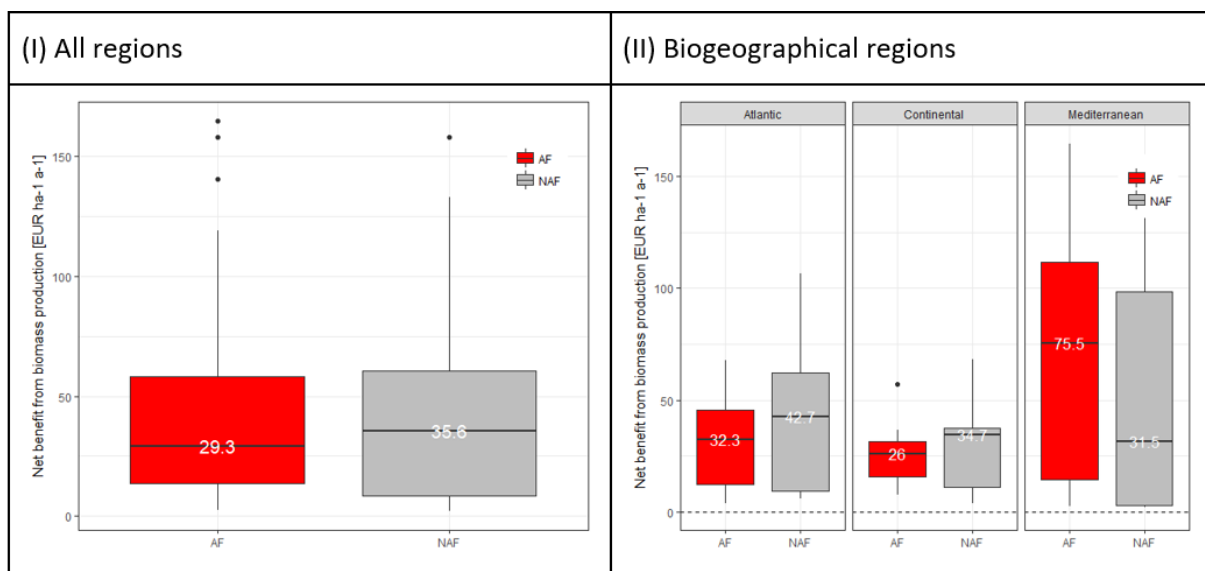 (I) All regions
(II) Biogeographical regions
Net benefit from biomass production [EUR ha-1 a-1]
150
100
50
0
AF
NAF
29.3
35.6
AF
NAF
Net benefit from biomass production [EUR ha-1 a-1]
150
100
50
0
Atlantic
Continental
Mediterranean
AF
NAF
32.3
42.7
26
34.7
75.5
31.5
AF
NAF
AF
NAF
AF
NAF